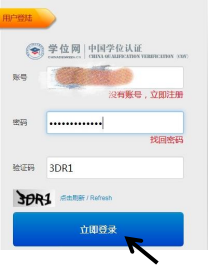 用户登陆
学位网 中国学位认证
CHINA QUALIFICATION VERIFICATION (CQV)
账号
没有账号，立即注册
密码
•••••••••••••
找回密码
验证码 3DR1
3DR1 点击刷新 / Refresh
立即登录